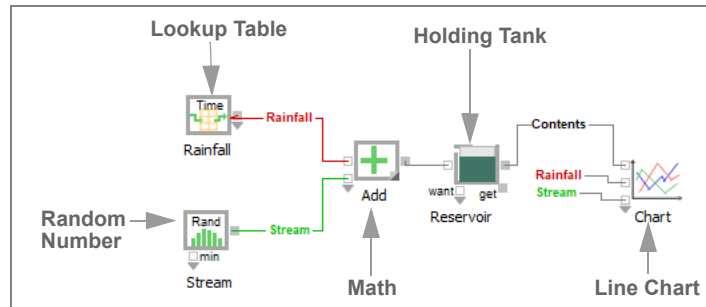 Lookup Table
Holding Tank
Time
Rainfall
Rainfall
Contents
Add
want
get
Reservoir
Rainfall
Stream
Chart
Random
Number
Rand
min
Stream
Stream
Math
Line Chart